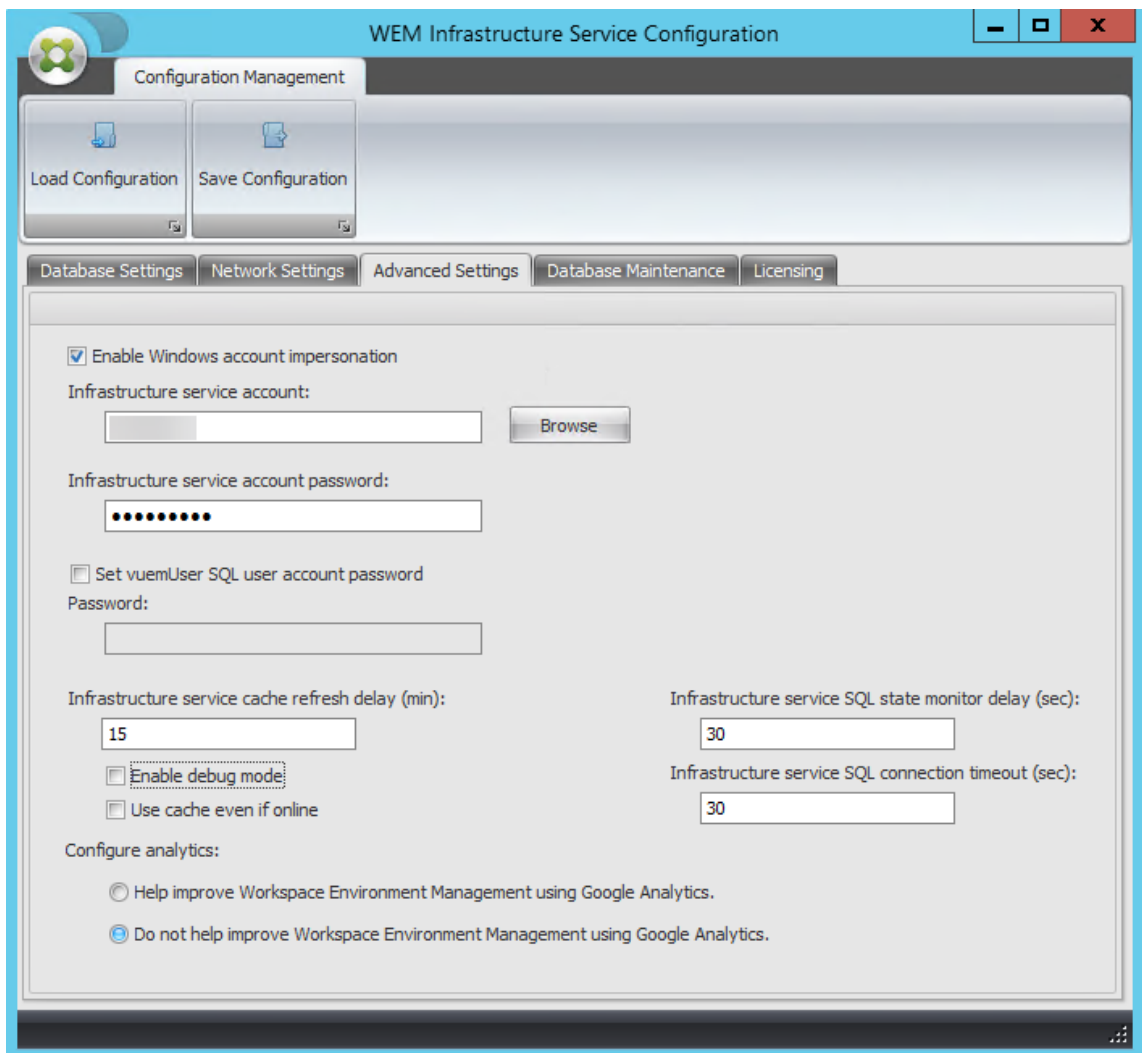 WEM Infrastructure Service Configuration
Configuration Management
Load Configuration
Save Configuration
Database Settings
Network Settings
Advanced Settings
Database Maintenance
Licensing
Enable Windows account impersonation
Infrastructure service account:
Browse
Infrastructure service account password:
•••••••••
Set vuemUser SQL user account password
Password:
Infrastructure service cache refresh delay (min):
15
Enable debug mode
Use cache even if online
Infrastructure service SQL state monitor delay (sec):
30
Infrastructure service SQL connection timeout (sec):
30
Configure analytics:
Help improve Workspace Environment Management using Google Analytics.
Do not help improve Workspace Environment Management using Google Analytics.